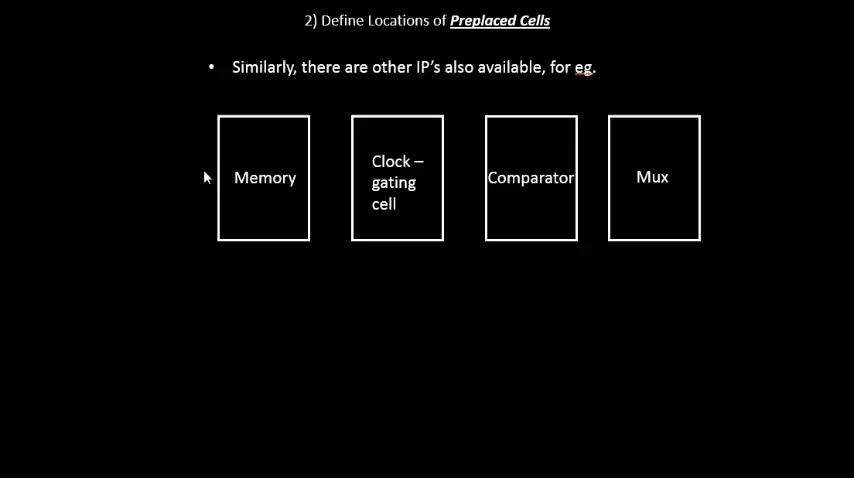 2) Define Locations of Preplaced Cells
• Similarly, there are other IP's also available, for eg.
Memory
Clock –
gating
cell
Comparator
Mux